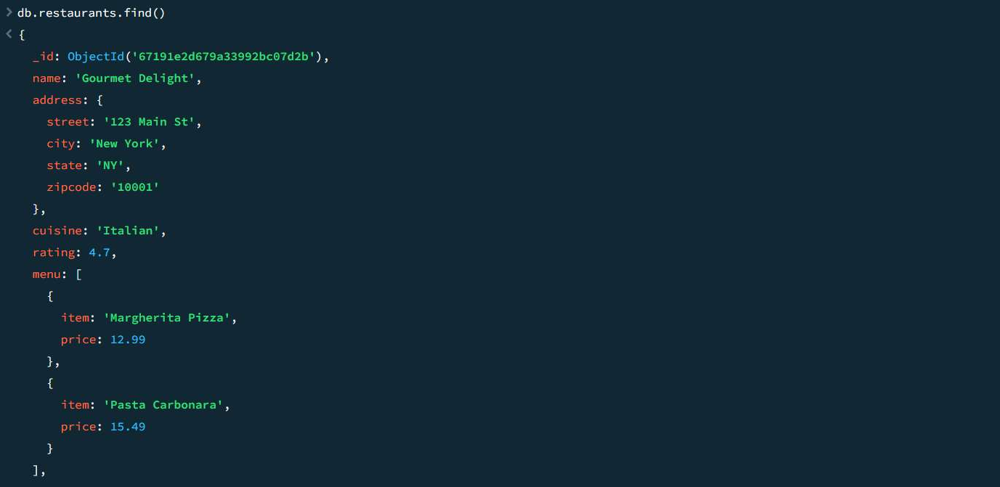 > db.restaurants.find()
< {
    _id: ObjectId('67191e2d679a33992bc07d2b'),
    name: 'Gourmet Delight',
    address: {
      street: '123 Main St',
      city: 'New York',
      state: 'NY',
      zipcode: '10001'
    },
    cuisine: 'Italian',
    rating: 4.7,
    menu: [
      {
        item: 'Margherita Pizza',
        price: 12.99
      },
      {
        item: 'Pasta Carbonara',
        price: 15.49
      }
    ],